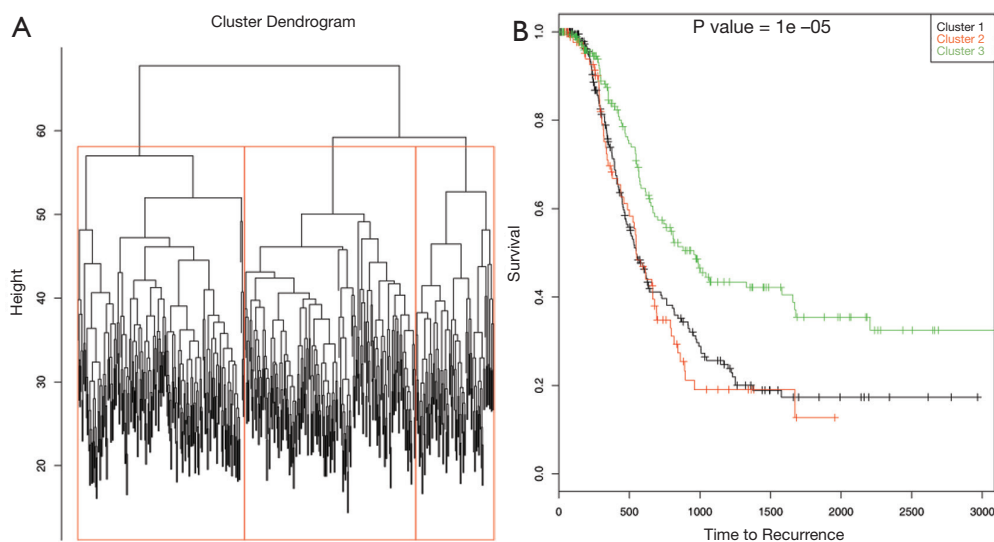 A
Cluster Dendrogram
Height
60
50
40
30
20
B
P value = 1e –05
Cluster 1
Cluster 2
Cluster 3
Survival
1.0
0.8
0.6
0.4
0.2
0.0
0 500 1000 1500 2000 2500 3000
Time to Recurrence